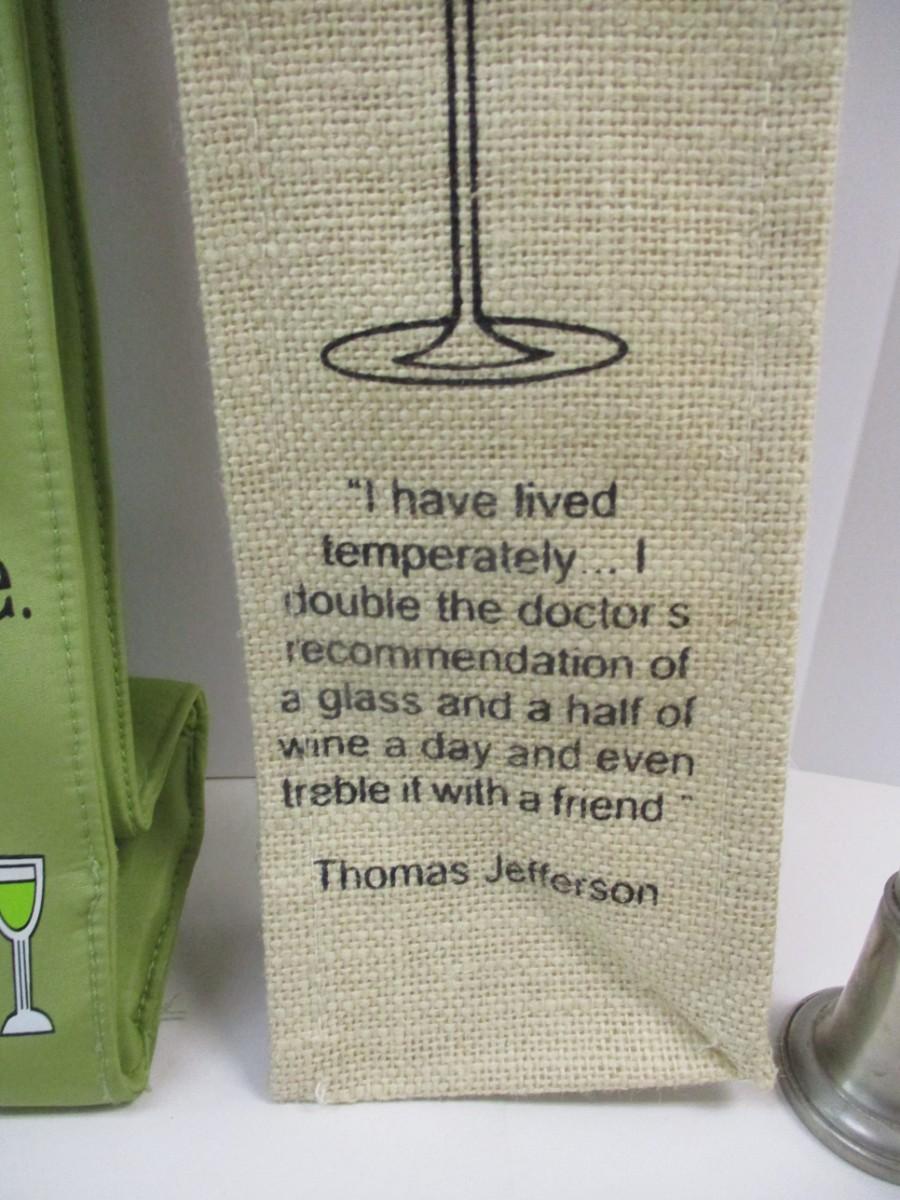 e.
“I have lived
temperately... I
double the doctor s
recommendation of
a glass and a half of
wine a day and even
treble it with a friend "
Thomas Jefferson